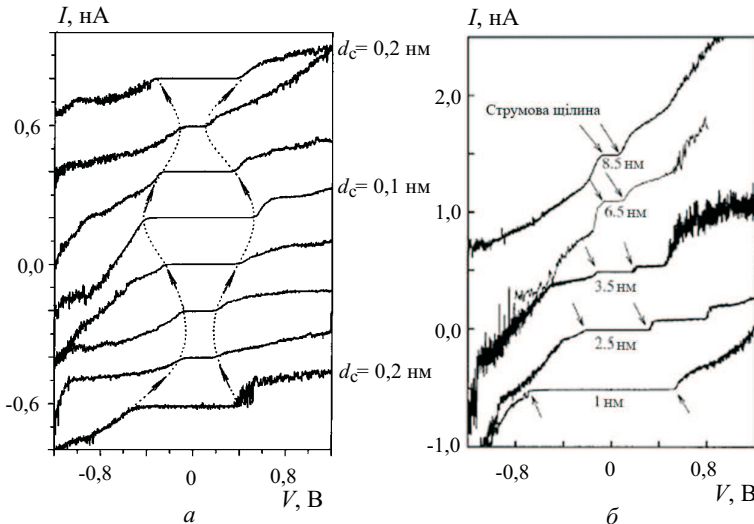 I, нА
0,6
0,0
-0,6
-0,8
0
0,8
V, В
а
d_c= 0,2 нм
d_c= 0,1 нм
d_c= 0,2 нм
I, нА
2,0
1,0
0,0
-1,0
-0,8
0
0,8
V, В
б
Струмова щілина
8.5 нм
6.5 нм
3.5 нм
2.5 нм
1 нм